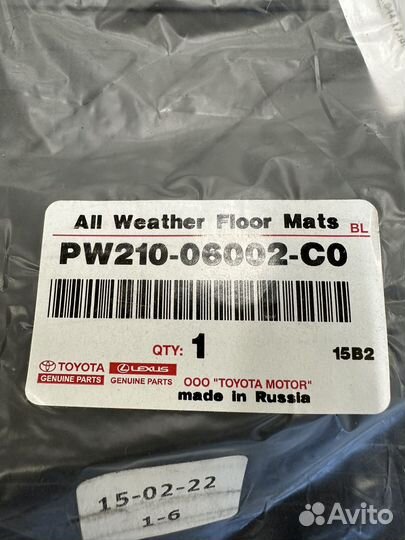 All Weather Floor Mats BL
PW210-06002-C0
QTY: 1 15B2
TOYOTA LEXUS
GENUINE PARTS GENUINE PARTS ООО "TOYOTA MOTOR"
made in Russia
15-02-22
1-6
Avito